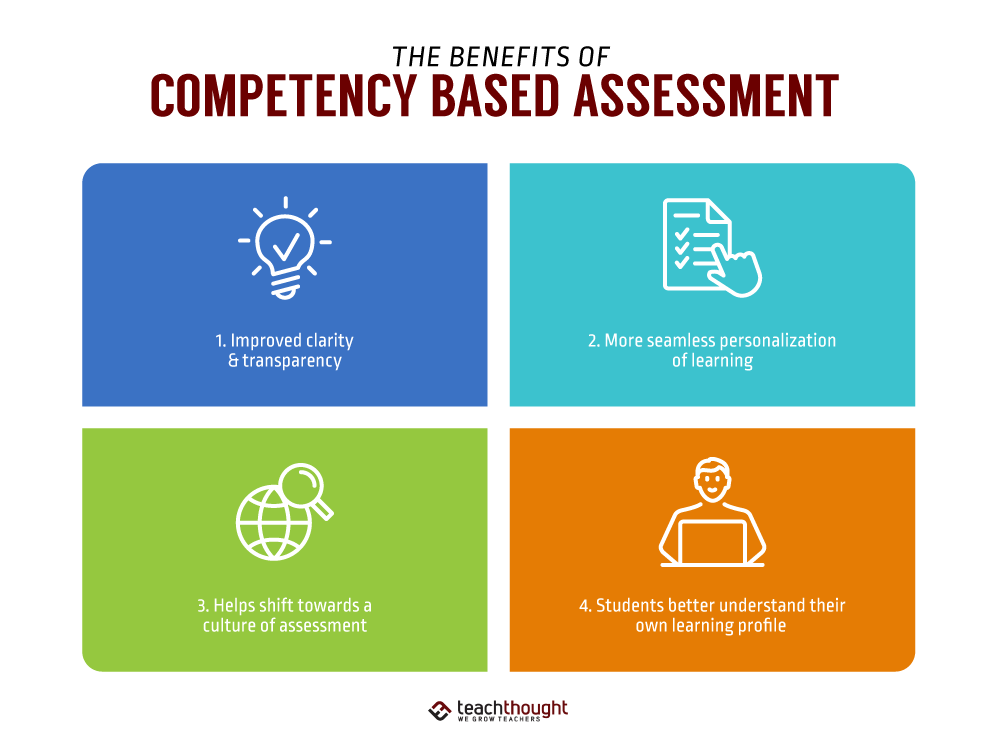 THE BENEFITS OF
COMPETENCY BASED ASSESSMENT
1. Improved clarity
& transparency
2. More seamless personalization
of learning
3. Helps shift towards a
culture of assessment
4. Students better understand their
own learning profile
teachthought
WE GROW TEACHERS